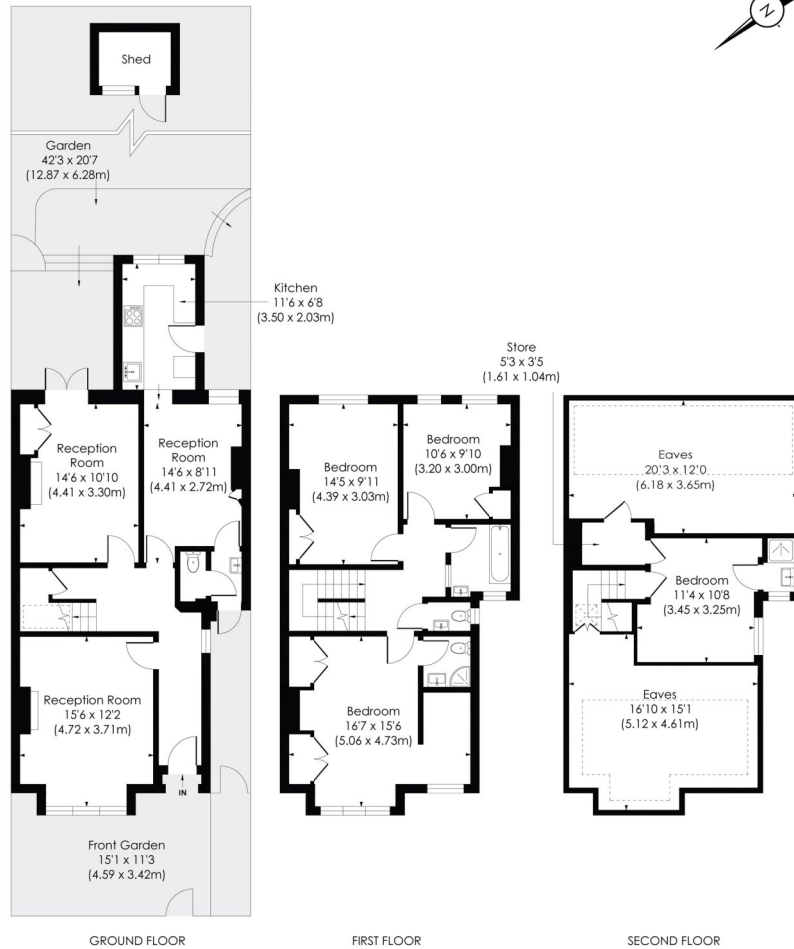 N
Shed
Garden
42'3 x 20'7
(12.87 x 6.28m)
Kitchen
11'6 x 6'8
(3.50 x 2.03m)
Store
5'3 x 3'5
(1.61 x 1.04m)
Reception
Room
14'6 x 10'10
(4.41 x 3.30m)
Reception
Room
14'6 x 8'11
(4.41 x 2.72m)
Bedroom
14'5 x 9'11
(4.39 x 3.03m)
Bedroom
10'6 x 9'10
(3.20 x 3.00m)
Eaves
20'3 x 12'0
(6.18 x 3.65m)
Bedroom
11'4 x 10'8
(3.45 x 3.25m)
Reception Room
15'6 x 12'2
(4.72 x 3.71m)
Bedroom
16'7 x 15'6
(5.06 x 4.73m)
Eaves
16'10 x 15'1
(5.12 x 4.61m)
IN
Front Garden
15'1 x 11'3
(4.59 x 3.42m)
GROUND FLOOR
FIRST FLOOR
SECOND FLOOR